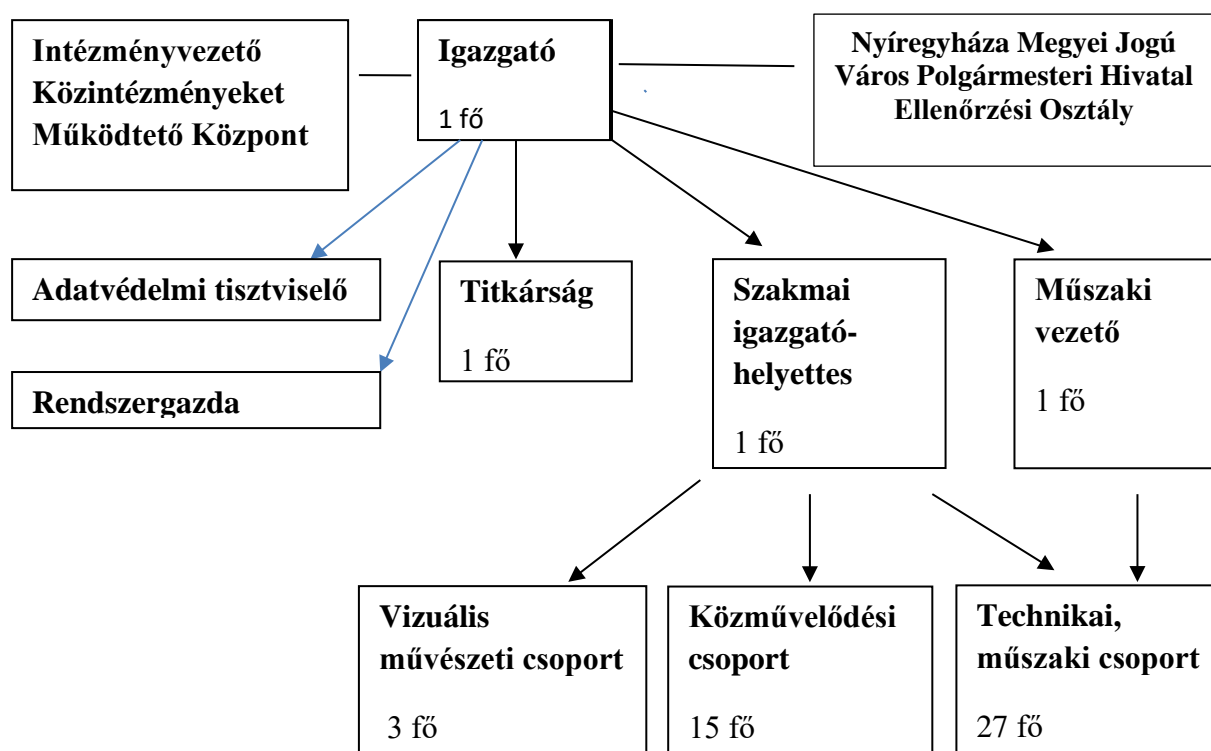 Intézményvezető
Közintézményeket
Működtető Központ
Igazgató
1 fő
Nyíregyháza Megyei Jogú
Város Polgármesteri Hivatal
Ellenőrzési Osztály
Adatvédelmi tisztviselő
Rendszergazda
Titkárság
1 fő
Szakmai
igazgató-
helyettes
1 fő
Műszaki
vezető
1 fő
Vizuális
művészeti csoport
3 fő
Közművelődési
csoport
15 fő
Technikai,
műszaki csoport
27 fő